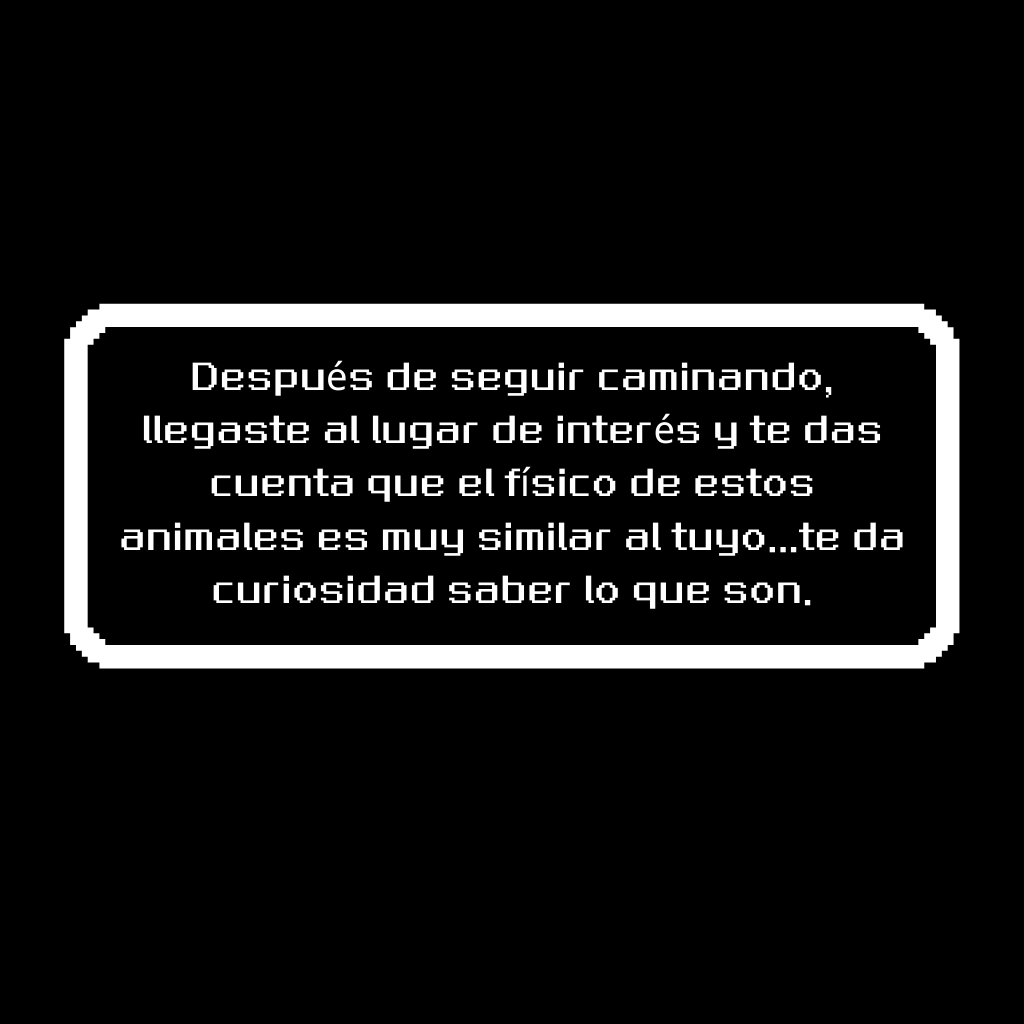 Después de seguir caminando,
llegaste al lugar de interés y te das
cuenta que el físico de estos
animales es muy similar al tuyo...te da
curiosidad saber lo que son.